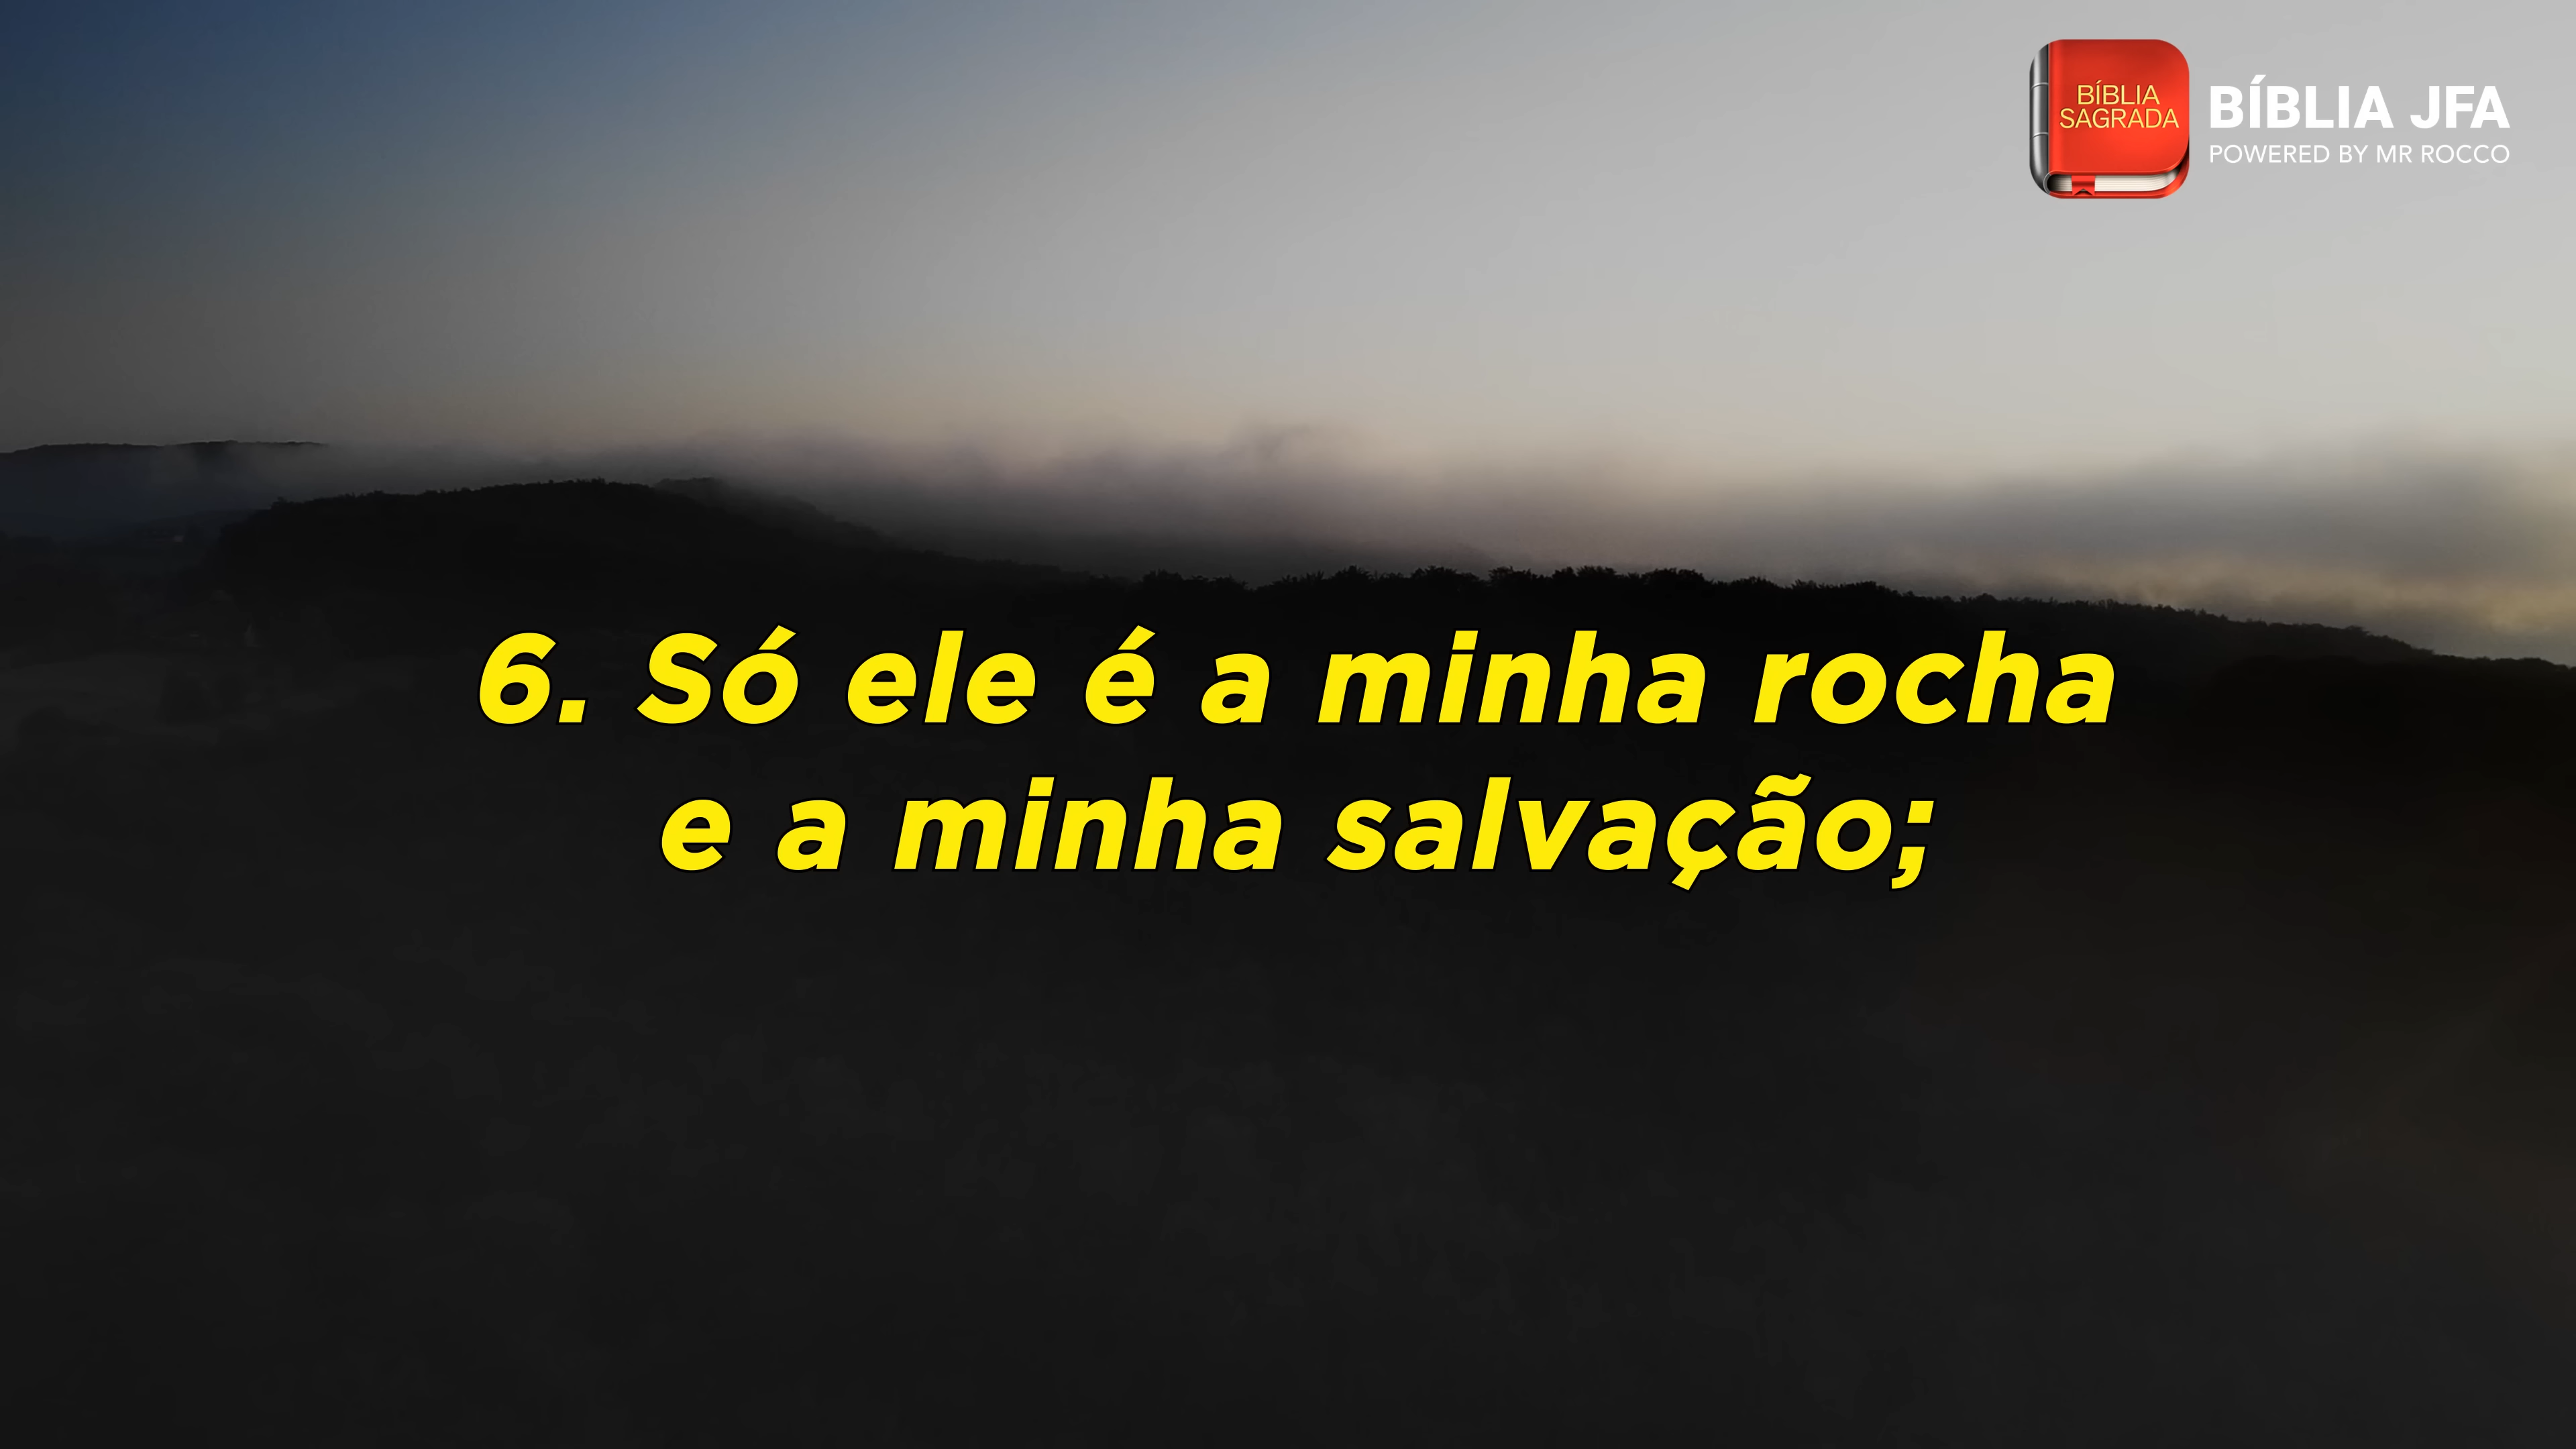 BÍBLIA
SAGRADA
BÍBLIA JFA
POWERED BY MR ROCCO
6. Só ele é a minha rocha
e a minha salvação;